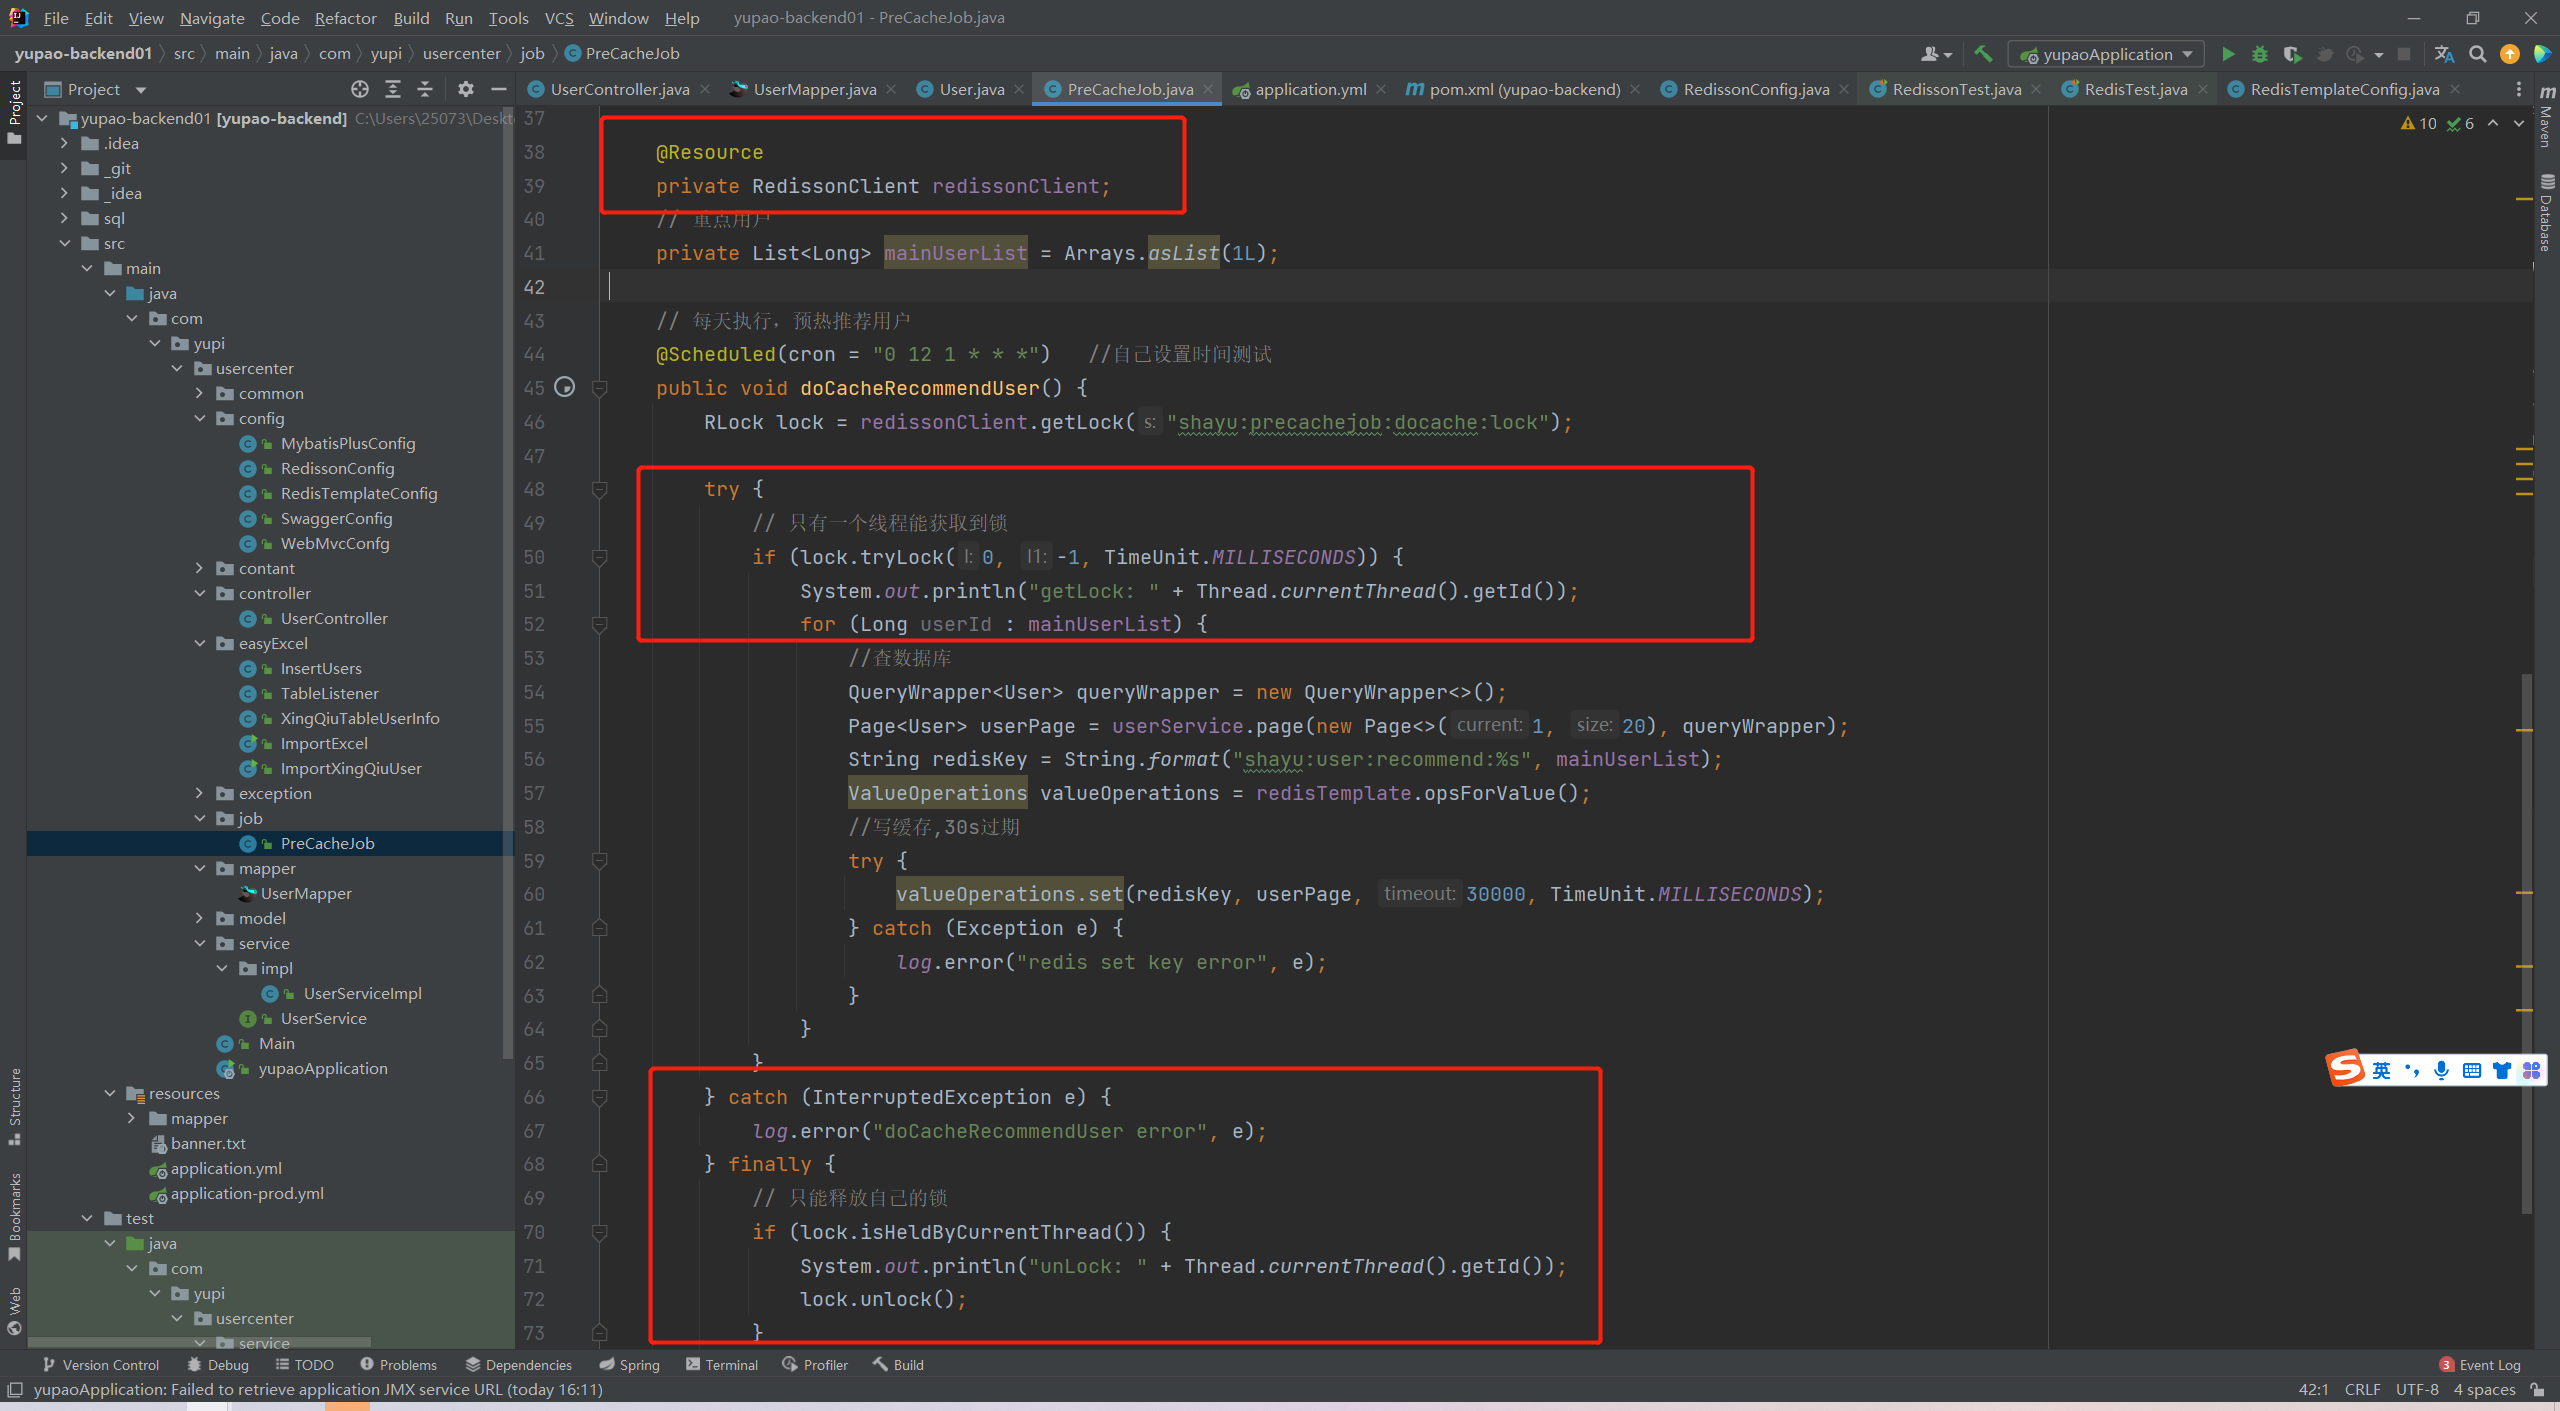 File Edit View Navigate Code Refactor Build Run Tools VCS Window Help yupao-backend01 - PreCacheJob.java
yupao-backend01 src main java com yupi usercenter job PreCacheJob
yupaoApplication
Project
UserController.java UserMapper.java User.java PreCacheJob.java application.yml pom.xml (yupao-backend) RedissonConfig.java RedissonTest.java RedisTest.java RedisTemplateConfig.java
Project
Structure
Bookmarks
Web
Maven
Database
yupao-backend01 [yupao-backend] C:\Users\25073\Deskt
.idea
_git
_idea
sql
src
main
java
com
yupi
usercenter
common
config
MybatisPlusConfig
RedissonConfig
RedisTemplateConfig
SwaggerConfig
WebMvcConfg
contant
controller
UserController
easyExcel
InsertUsers
TableListener
XingQiuTableUserInfo
ImportExcel
ImportXingQiuUser
exception
job
PreCacheJob
mapper
UserMapper
model
service
impl
UserServiceImpl
UserService
Main
yupaoApplication
resources
mapper
banner.txt
application.yml
application-prod.yml
test
java
com
yupi
usercenter
service
10 6
37
38 @Resource
39 private RedissonClient redissonClient;
40 // 重点用户
41 private List<Long> mainUserList = Arrays.asList(1L);
42
43 // 每天执行，预热推荐用户
44 @Scheduled(cron = "0 12 1 * * *") //自己设置时间测试
45 public void doCacheRecommendUser() {
46 RLock lock = redissonClient.getLock( s: "shayu:precachejob:docache:lock");
47
48 try {
49 // 只有一个线程能获取到锁
50 if (lock.tryLock( l: 0, l1: -1, TimeUnit.MILLISECONDS)) {
51 System.out.println("getLock: " + Thread.currentThread().getId());
52 for (Long userId : mainUserList) {
53 //查数据库
54 QueryWrapper<User> queryWrapper = new QueryWrapper<>();
55 Page<User> userPage = userService.page(new Page<>( current: 1, size: 20), queryWrapper);
56 String redisKey = String.format("shayu:user:recommend:%s", mainUserList);
57 ValueOperations valueOperations = redisTemplate.opsForValue();
58 //写缓存,30s过期
59 try {
60 valueOperations.set(redisKey, userPage, timeout: 30000, TimeUnit.MILLISECONDS);
61 } catch (Exception e) {
62 log.error("redis set key error", e);
63 }
64 }
65 }
66 } catch (InterruptedException e) {
67 log.error("doCacheRecommendUser error", e);
68 } finally {
69 // 只能释放自己的锁
70 if (lock.isHeldByCurrentThread()) {
71 System.out.println("unLock: " + Thread.currentThread().getId());
72 lock.unlock();
73 }
英
Version Control Debug TODO Problems Dependencies Spring Terminal Profiler Build 3 Event Log
yupaoApplication: Failed to retrieve application JMX service URL (today 16:11) 42:1 CRLF UTF-8 4 spaces